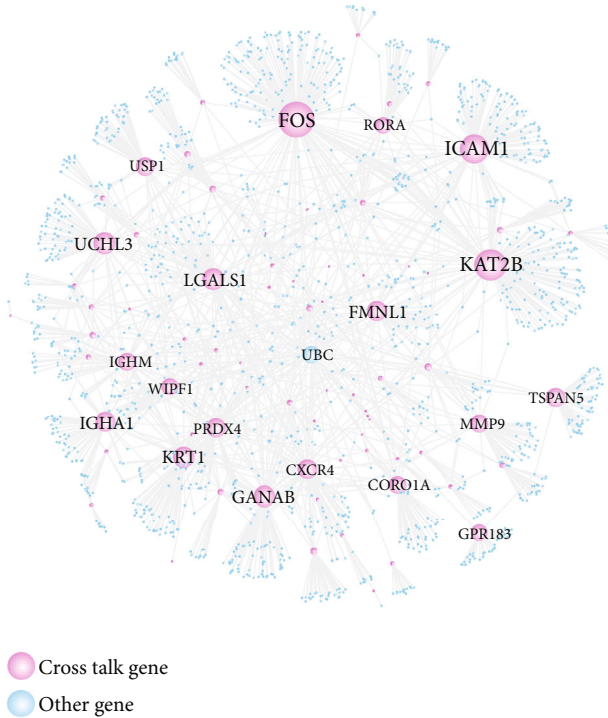 FOS
RORA
ICAM1
USP1
UCHL3
KAT2B
LGALS1
FMNL1
UBC
IGHM
WIPF1
TSPAN5
IGHA1
PRDX4
MMP9
KRT1
CXCR4
CORO1A
GANAB
GPR183
Cross talk gene
Other gene